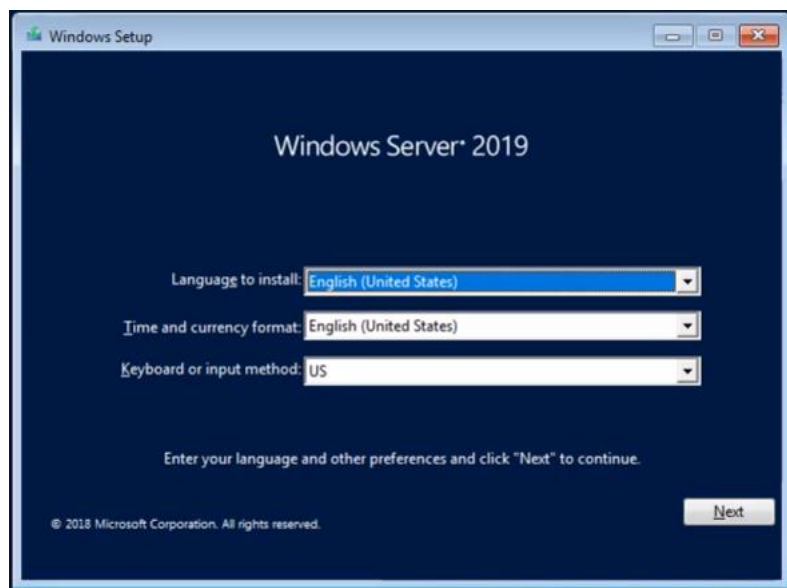 Windows Setup
Windows Server® 2019
Language to install: English (United States)
Time and currency format: English (United States)
Keyboard or input method: US
Enter your language and other preferences and click "Next" to continue.
Next
© 2018 Microsoft Corporation. All rights reserved.